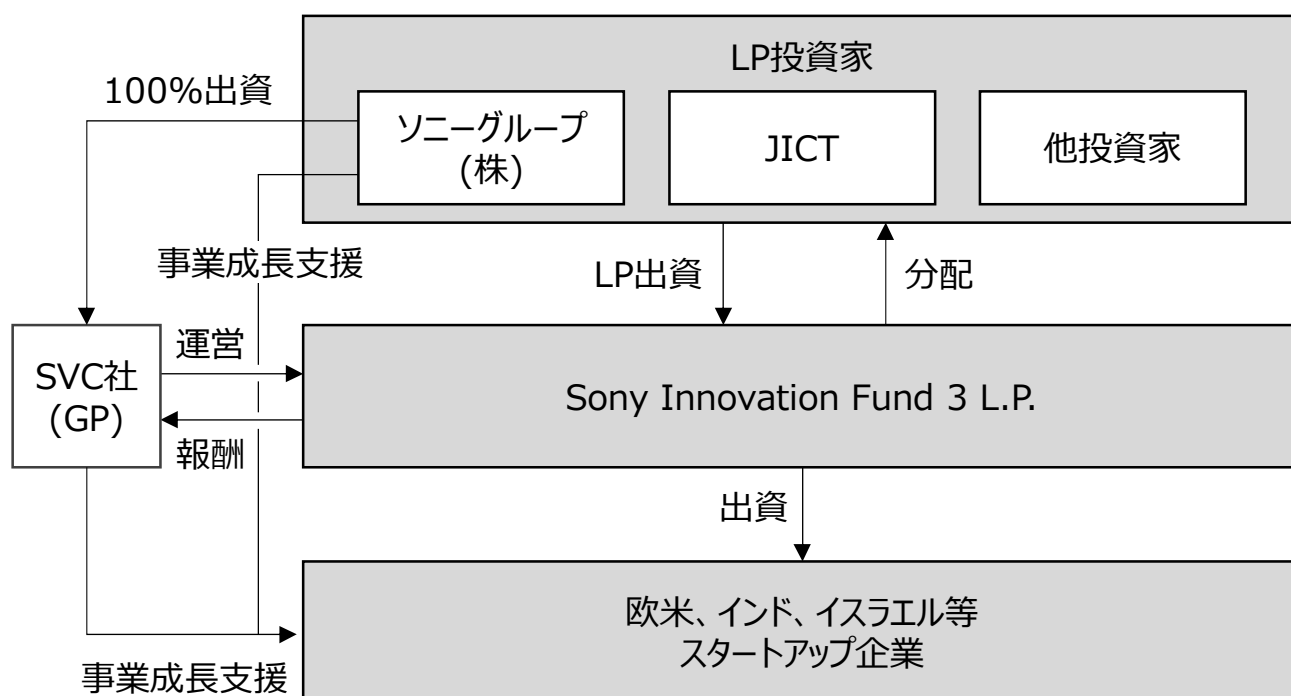 LP投資家
100%出資
ソニーグループ
(株)
JICT
他投資家
事業成長支援
LP出資
分配
SVC社
(GP)
運営
Sony Innovation Fund 3 L.P.
報酬
出資
欧米、インド、イスラエル等
スタートアップ企業
事業成長支援